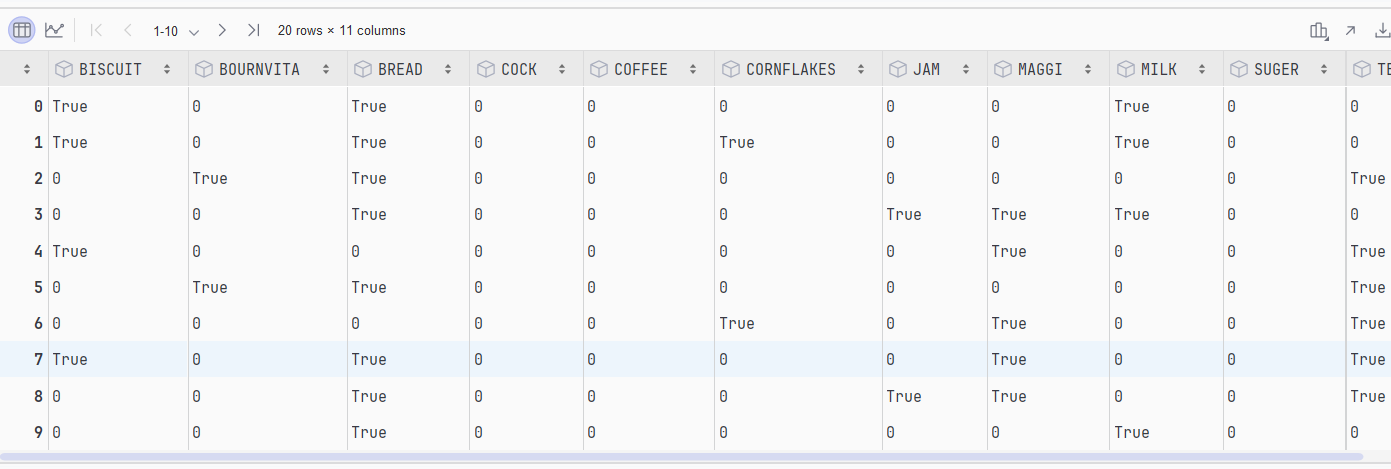 1-10 20 rows × 11 columns
BISCUIT BOURNVITA BREAD COCK COFFEE CORNFLAKES JAM MAGGI MILK SUGER
0 True 0 True 0 0 0 0 0 True 0 0
1 True 0 True 0 0 True 0 0 True 0 0
2 0 True True 0 0 0 0 0 0 0 True
3 0 0 True 0 0 0 True True True 0 0
4 True 0 0 0 0 0 0 True 0 0 True
5 0 True True 0 0 0 0 0 0 0 True
6 0 0 0 0 0 True 0 True 0 0 True
7 True 0 True 0 0 0 0 True 0 0 True
8 0 0 True 0 0 0 True True 0 0 True
9 0 0 True 0 0 0 0 0 True 0 0